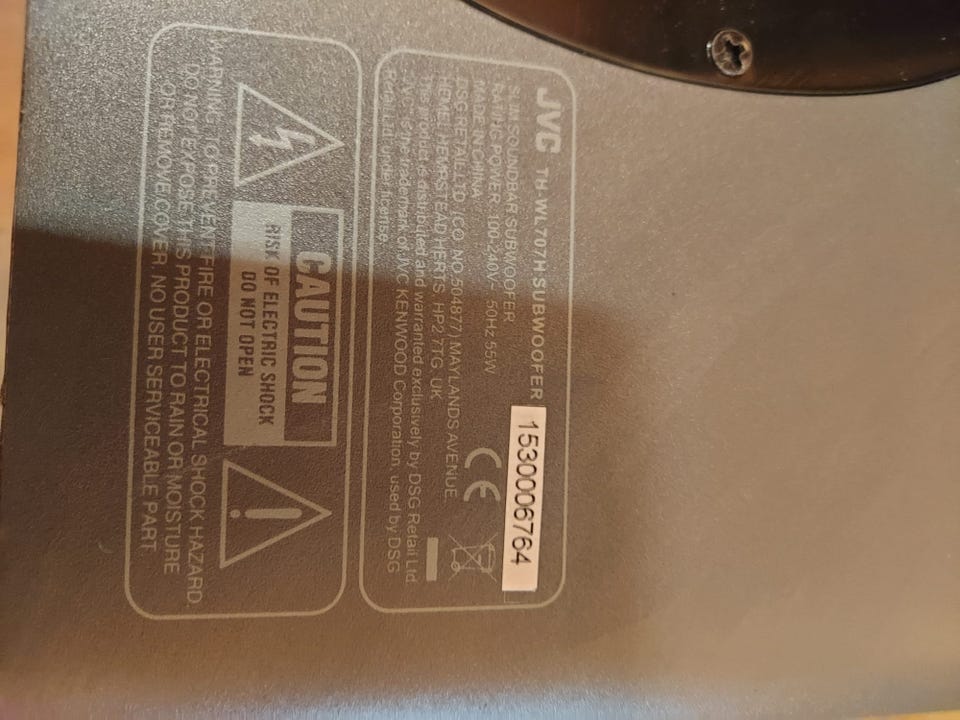 JVC TH-WL707H SUBWOOFER
SLIM SOUNDBAR SUBWOOFER
RATING POWER: 100-240V~ 50Hz 55W
MADE IN CHINA
DSG RETAIL LTD. (CO. NO.504877) MAYLANDS AVENUE.
HEMEL HEMPSTEAD HERTS. HP2 7TG. UK.
This product is distributed and warranted exclusively by DSG Retail Ltd.
"JVC" is the trademark of JVC KENWOOD Corporation, used by DSG
Retail Ltd under license.
1530006764
CE
CAUTION
RISK OF ELECTRIC SHOCK
DO NOT OPEN
WARNING: TO PREVENT FIRE OR ELECTRICAL SHOCK HAZARD,
DO NOT EXPOSE THIS PRODUCT TO RAIN OR MOISTURE
OR REMOVE COVER. NO USER SERVICEABLE PART.